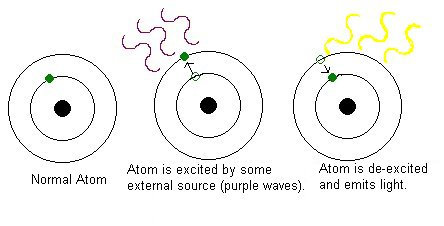 Normal Atom
Atom is excited by some
external source (purple waves).
Atom is de-excited
and emits light.